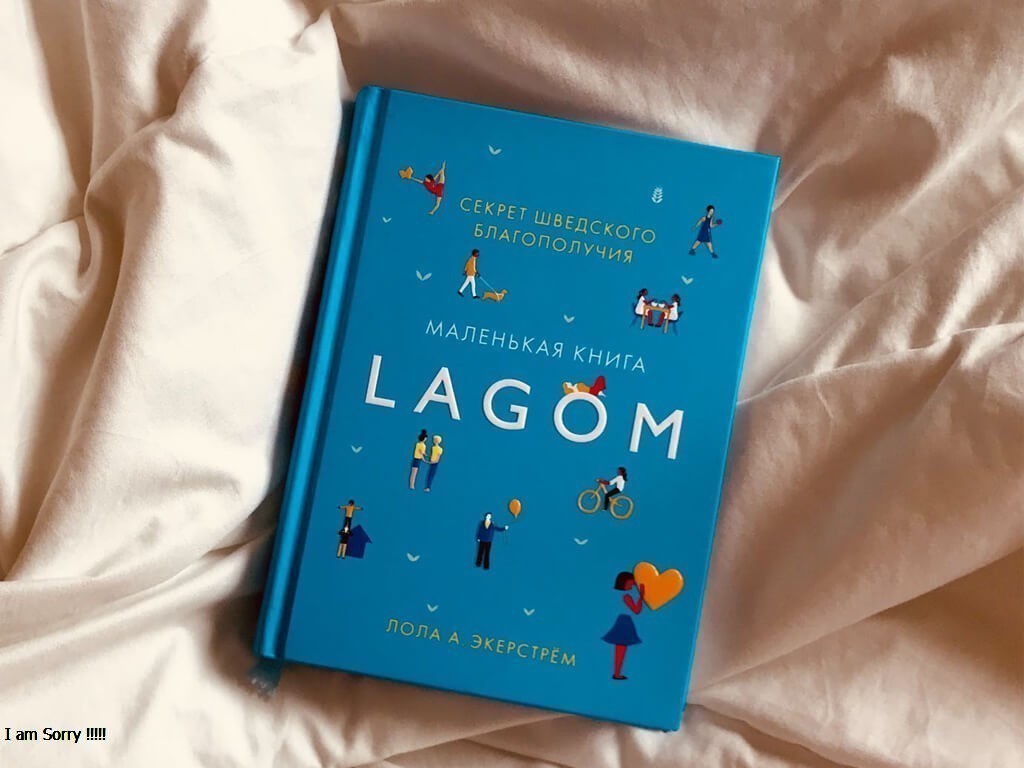 СЕКРЕТ ШВЕДСКОГО
БЛАГОПОЛУЧИЯ
МАЛЕНЬКАЯ КНИГА
LAGOM
ЛОЛА А. ЭКЕРСТРЁМ
I am Sorry !!!!!